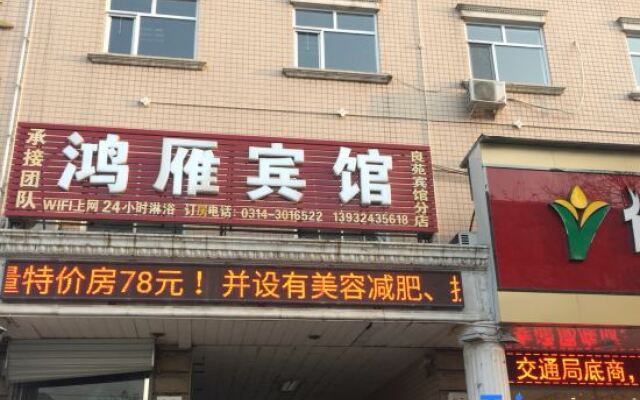 承接团队
鸿雁宾馆
良苑宾馆分店
WIFI上网 24小时淋浴 订房电话：0314-3016522 13932435618
量特价房78元！并设有美容减肥、
交通局底商，